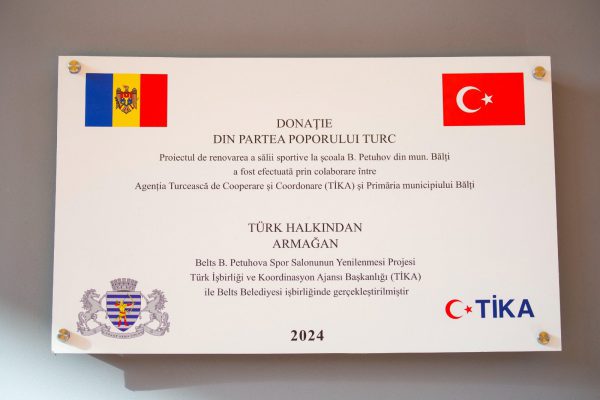 DONAȚIE
DIN PARTEA POPORULUI TURC
Proiectul de renovarea a sălii sportive la școala B. Petuhov din mun. Bălți
a fost efectuată prin colaborare între
Agenția Turcească de Cooperare și Coordonare (TİKA) și Primăria municipiului Bălți
TÜRK HALKINDAN
ARMAĞAN
Belts B. Petuhova Spor Salonunun Yenilenmesi Projesi
Türk İşbirliği ve Koordinasyon Ajansı Başkanlığı (TİKA)
ile Belts Belediyesi işbirliğinde gerçekleştirilmiştir
TİKA
2024